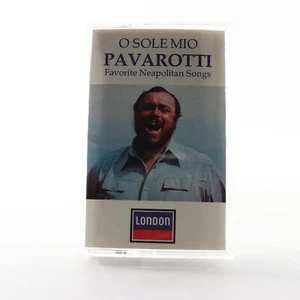 O SOLE MIO
PAVAROTTI
Favorite Neapolitan Songs
LONDON